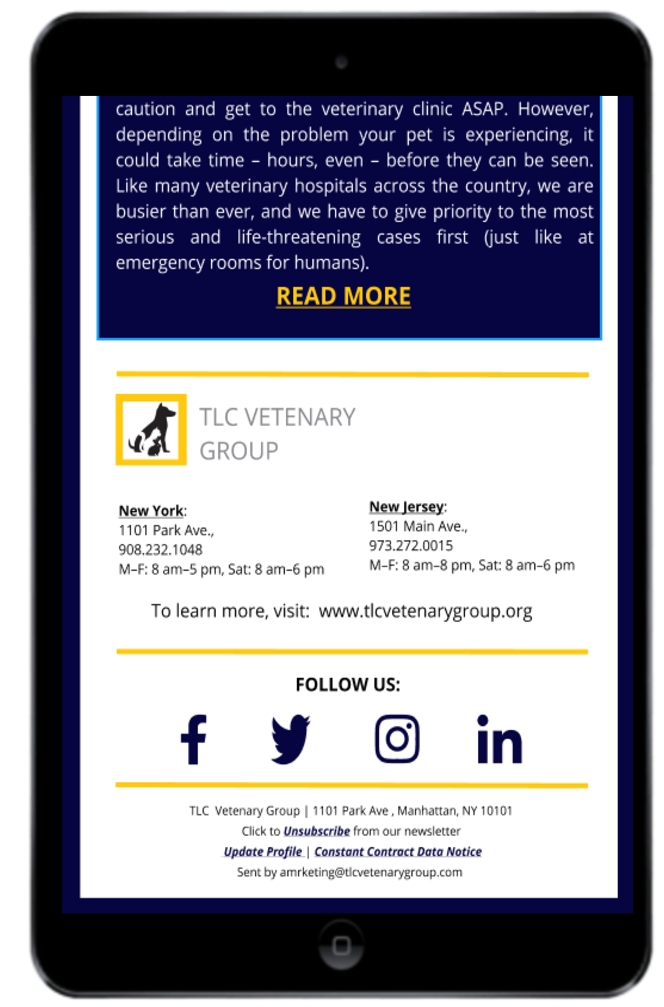 caution and get to the veterinary clinic ASAP. However,
depending on the problem your pet is experiencing, it
could take time – hours, even – before they can be seen.
Like many veterinary hospitals across the country, we are
busier than ever, and we have to give priority to the most
serious and life-threatening cases first (just like at
emergency rooms for humans).
READ MORE
TLC VETENARY
GROUP
New York:
1101 Park Ave.,
908.232.1048
M–F: 8 am–5 pm, Sat: 8 am–6 pm
New Jersey:
1501 Main Ave.,
973.272.0015
M–F: 8 am–8 pm, Sat: 8 am–6 pm
To learn more, visit: www.tlcvetenarygroup.org
FOLLOW US:
TLC Vetenary Group | 1101 Park Ave , Manhattan, NY 10101
Click to Unsubscribe from our newsletter
Update Profile | Constant Contract Data Notice
Sent by amrketing@tlcvetenarygroup.com